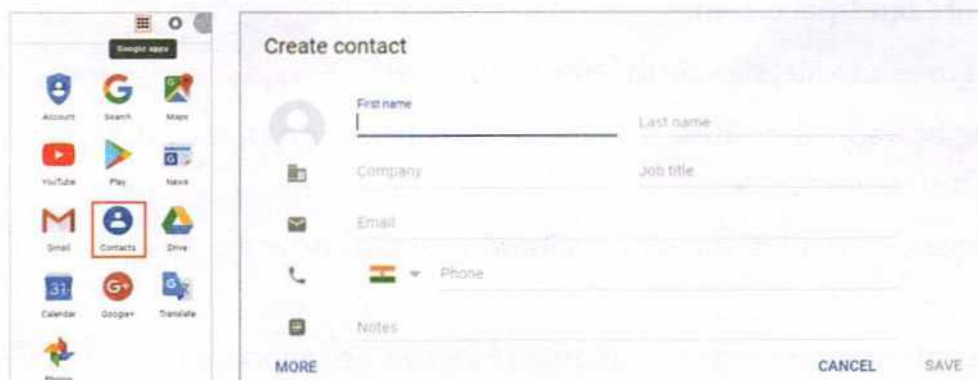 Google apps
Account Search Maps
YouTube Play News
Gmail Contacts Drive
31
Calendar Google+ Translate
Create contact
First name
Last name
Company
Job title
Email
Phone
Notes
MORE
CANCEL SAVE